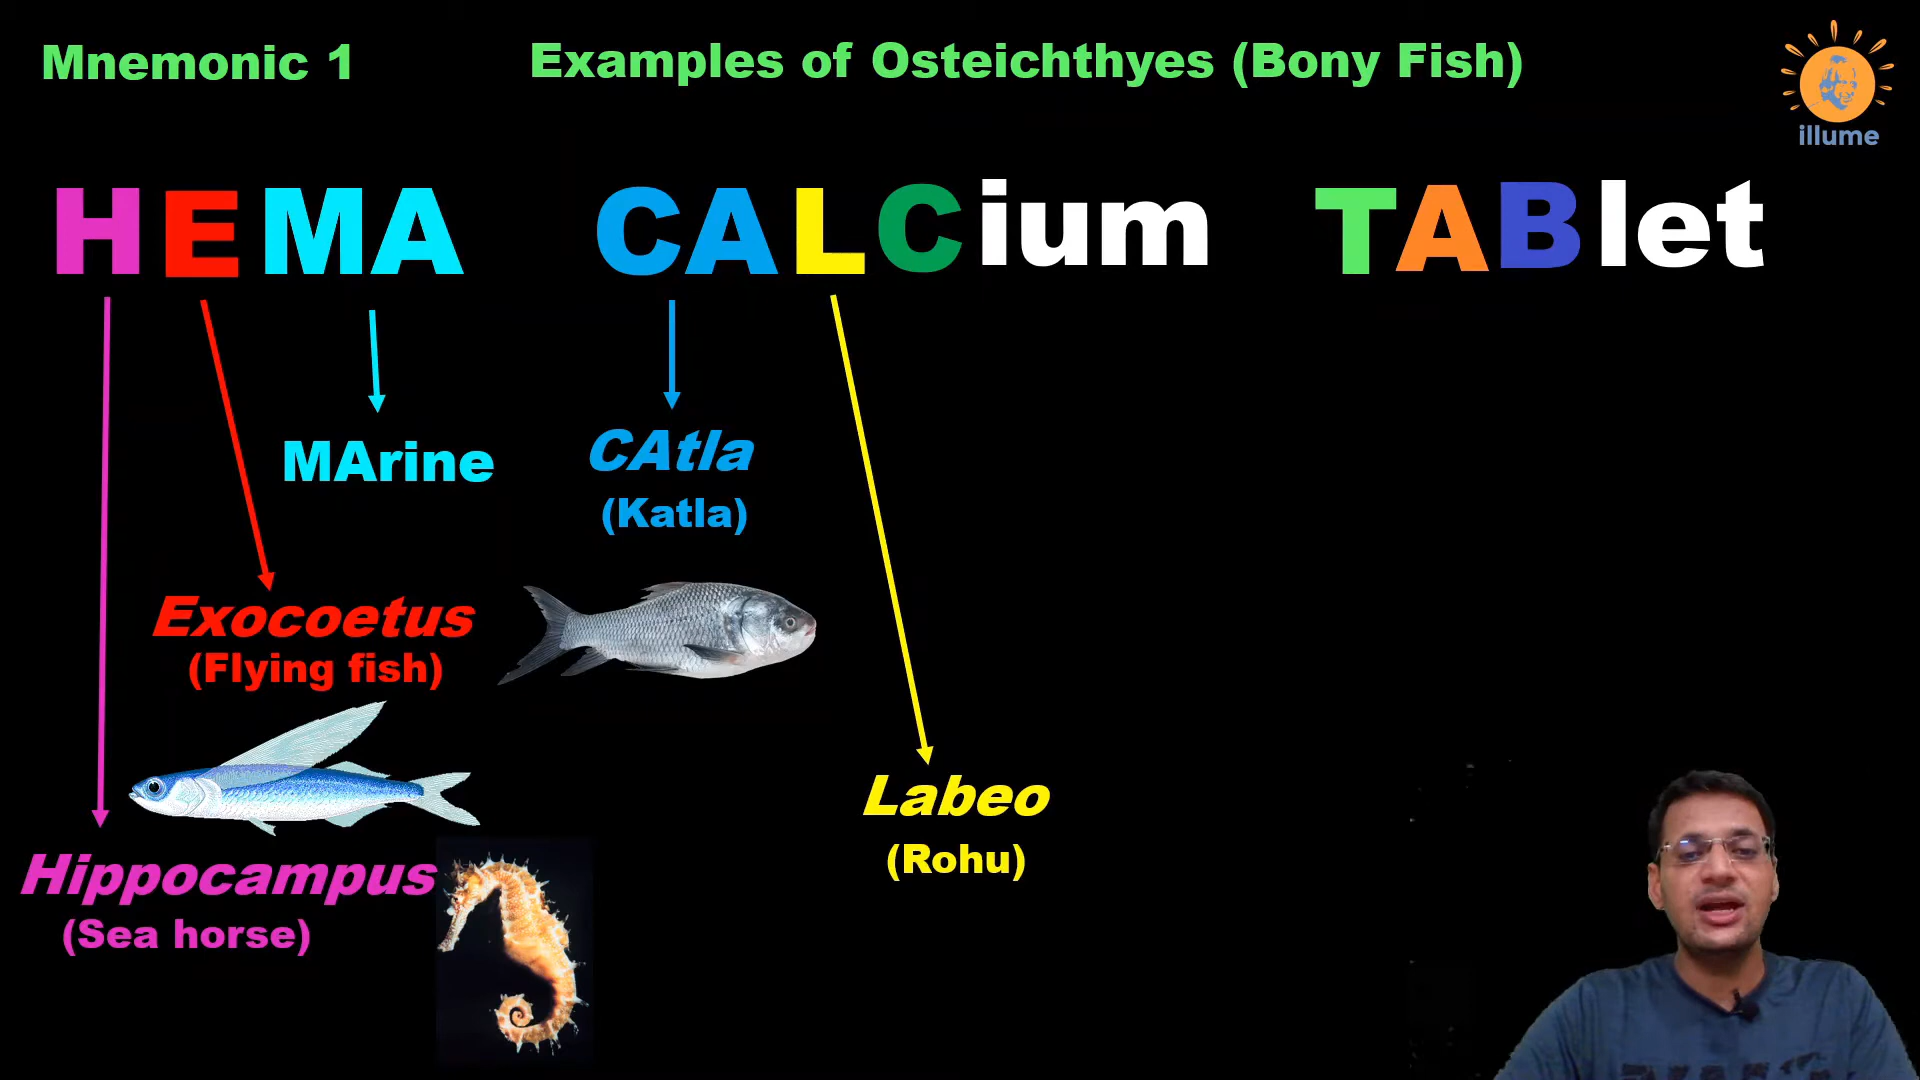 Mnemonic 1
Examples of Osteichthyes (Bony Fish)
illume
HEMA CALCium TABlet
MArine
CAtla
(Katla)
Exocoetus
(Flying fish)
Labeo
(Rohu)
Hippocampus
(Sea horse)